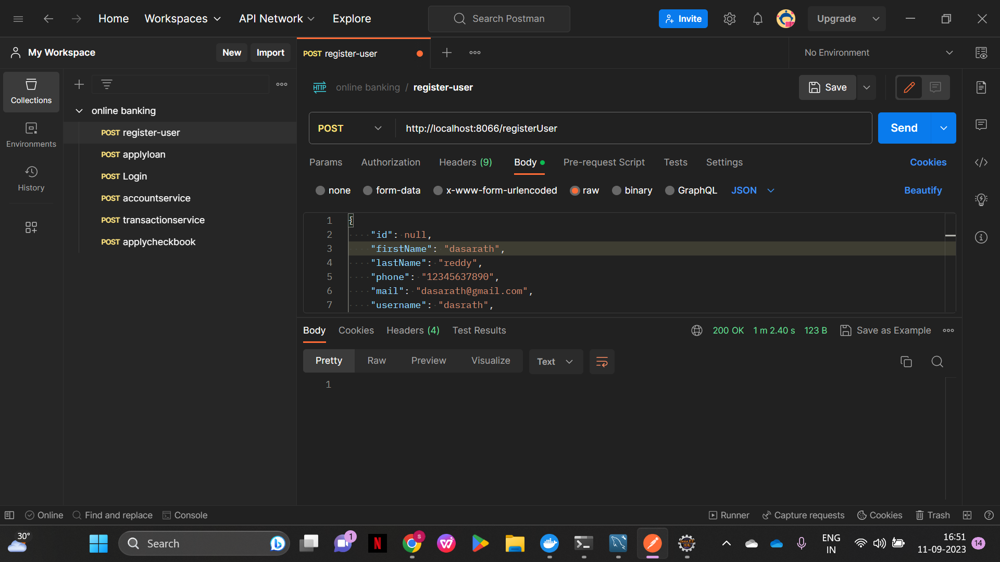 Home Workspaces API Network Explore Search Postman Invite Upgrade
My Workspace New Import POST register-user No Environment
Collections
Environments
History
online banking
POST register-user
POST applyloan
POST Login
POST accountservice
POST transactionservice
POST applycheckbook
HTTP online banking / register-user Save
POST http://localhost:8066/registerUser Send
Params Authorization Headers (9) Body Pre-request Script Tests Settings Cookies
none form-data x-www-form-urlencoded raw binary GraphQL JSON Beautify
1 {
2 "id": null,
3 "firstName": "dasarath",
4 "lastName": "reddy",
5 "phone": "12345637890",
6 "mail": "dasarath@gmail.com",
7 "username": "dasrath",
Body Cookies Headers (4) Test Results 200 OK 1 m 2.40 s 123 B Save as Example
Pretty Raw Preview Visualize Text
1
Online Find and replace Console Runner Capture requests Cookies Trash
30° Search 1 N S Java EE IDE ENG IN 16:51 11-09-2023 14